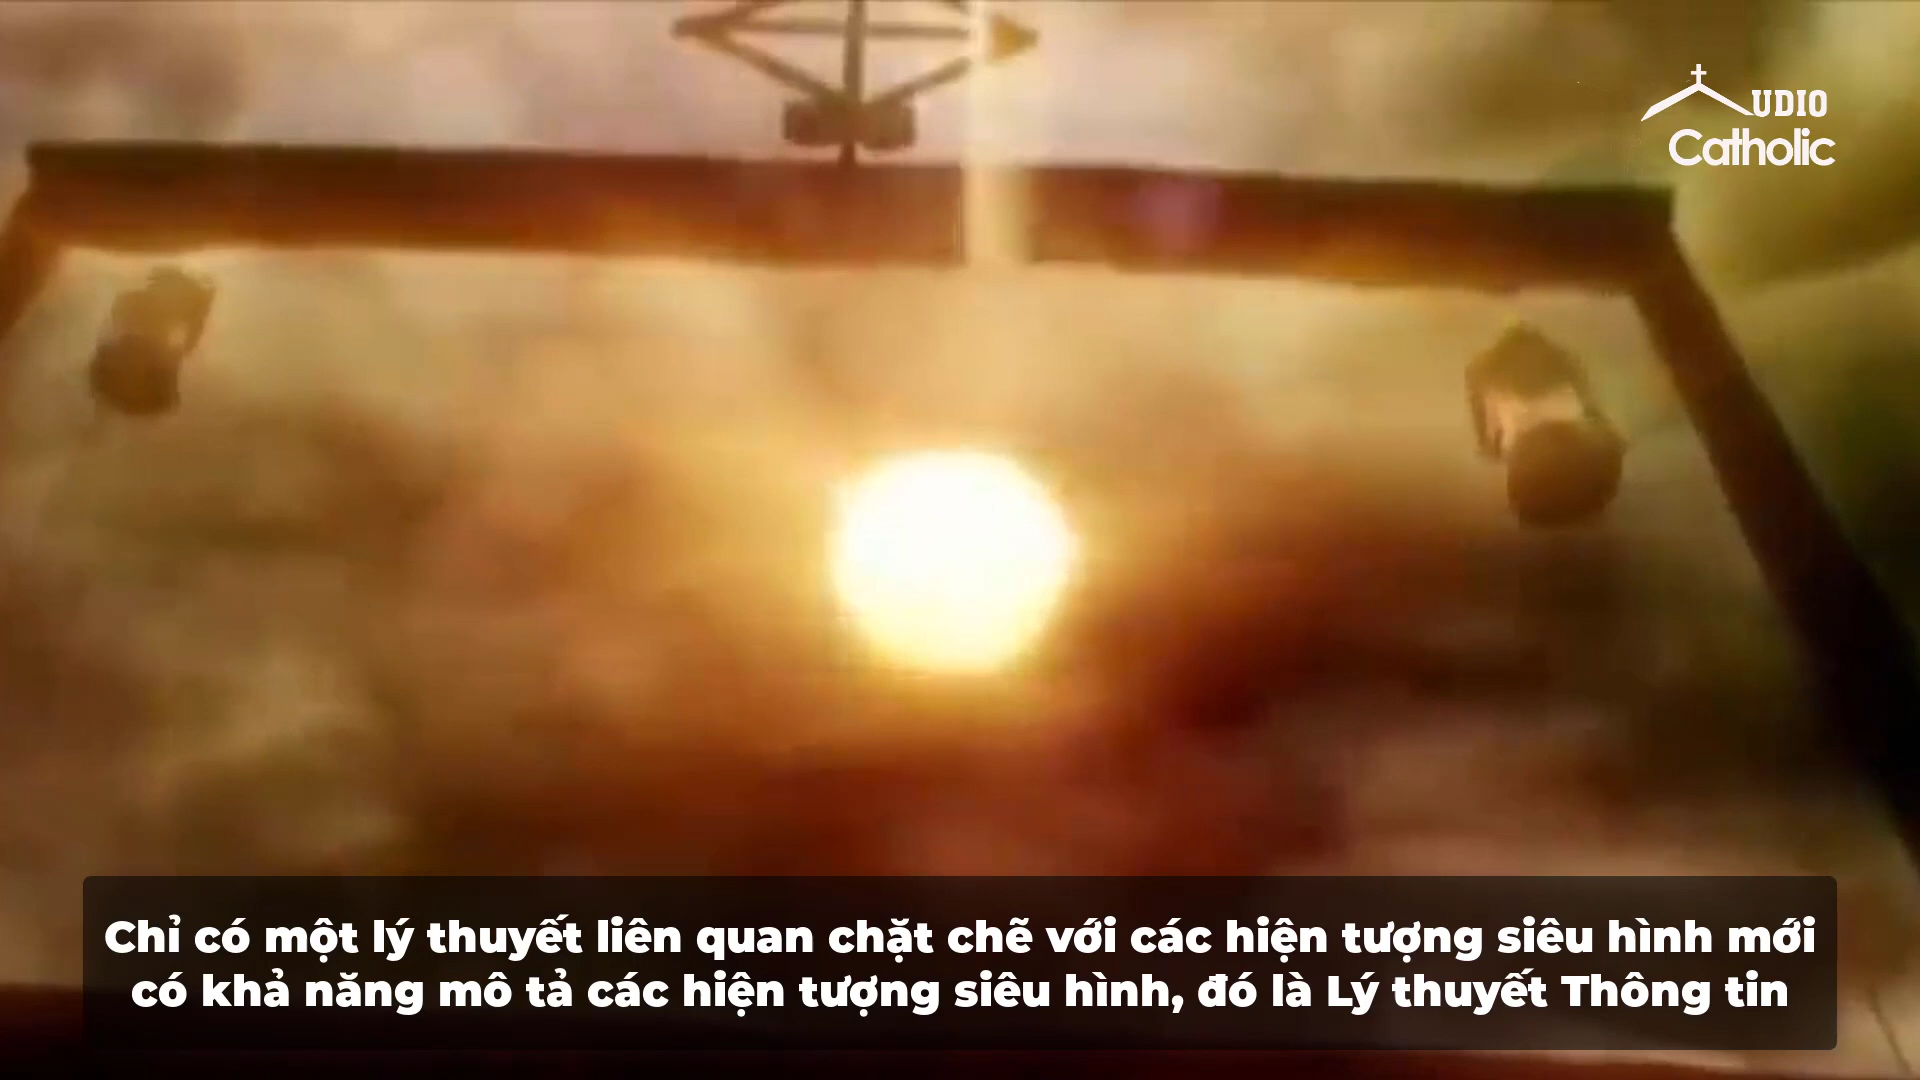 UDIO
Catholic
Chỉ có một lý thuyết liên quan chặt chẽ với các hiện tượng siêu hình mới
có khả năng mô tả các hiện tượng siêu hình, đó là Lý thuyết Thông tin